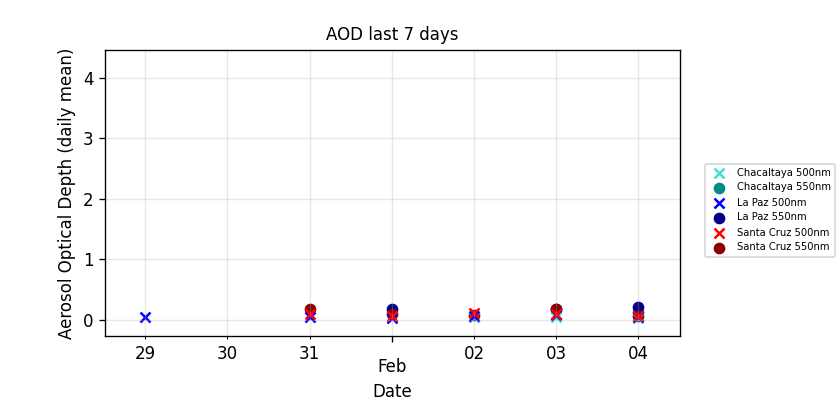 AOD last 7 days
Aerosol Optical Depth (daily mean)
4
3
2
1
0
29 30 31 02 03 04
Feb
Date
Chacaltaya 500nm
Chacaltaya 550nm
La Paz 500nm
La Paz 550nm
Santa Cruz 500nm
Santa Cruz 550nm